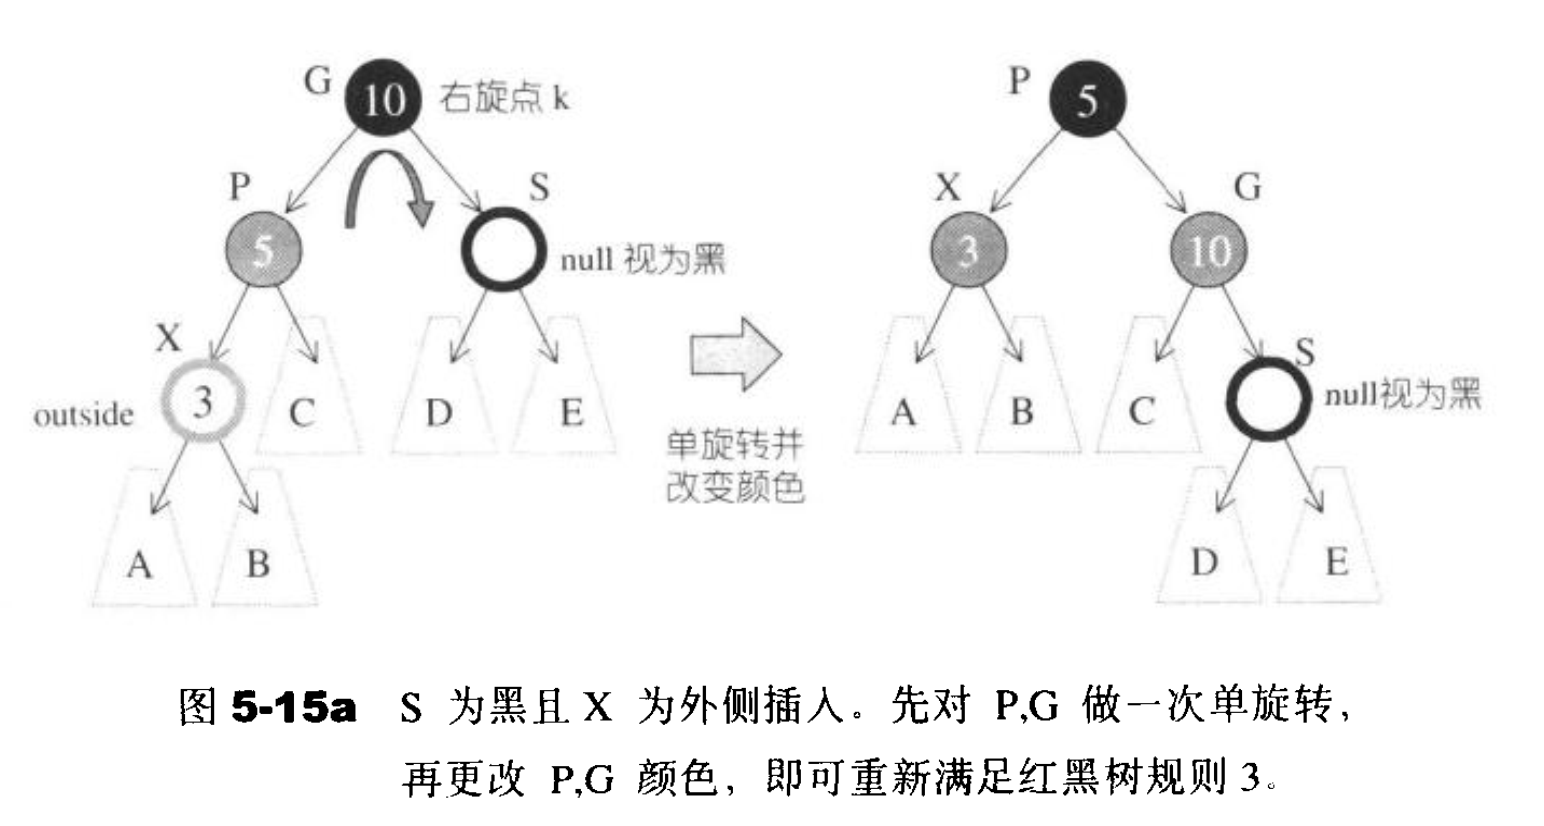 G 10 右旋点 k P 5
P S X G
5 null 视为黑 3 10
X S
outside 3 C D E A B C null视为黑
单旋转并
改变颜色
A B D E
图 5-15a S 为黑且 X 为外侧插入。先对 P,G 做一次单旋转，
再更改 P,G 颜色，即可重新满足红黑树规则 3。